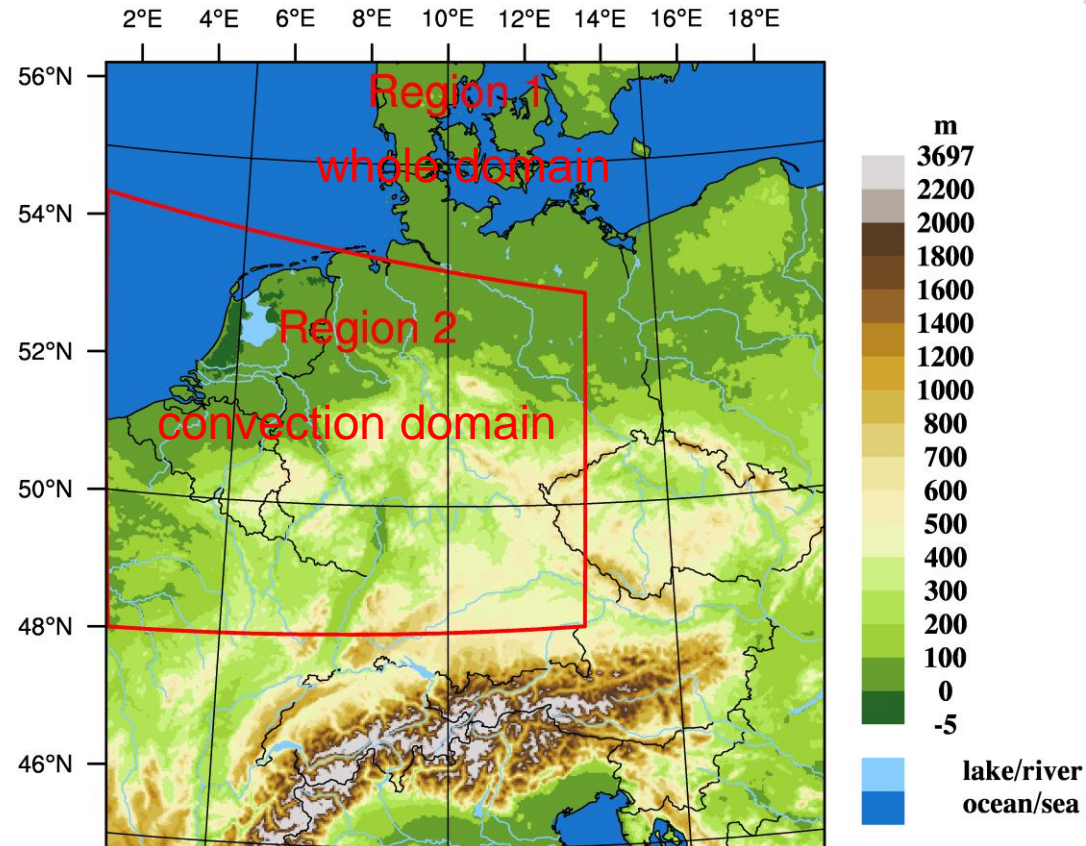 2°E 4°E 6°E 8°E 10°E 12°E 14°E 16°E 18°E
56°N
54°N
52°N
50°N
48°N
46°N
Region 1
whole domain
Region 2
convection domain
m
3697
2200
2000
1800
1600
1400
1200
1000
800
700
600
500
400
300
200
100
0
-5
lake/river
ocean/sea